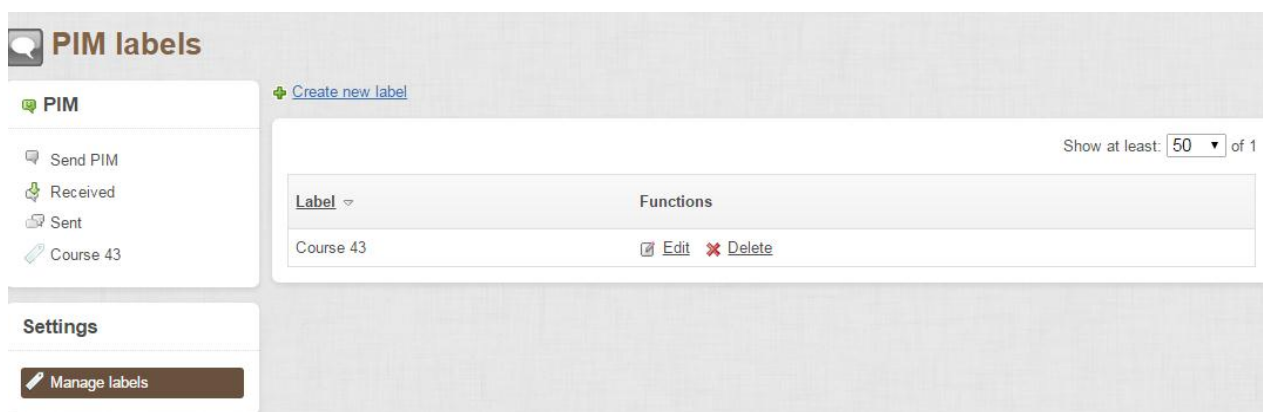 PIM labels
PIM
Send PIM
Received
Sent
Course 43
Settings
Manage labels
Create new label
Show at least: 50 of 1
Label Functions
Course 43 Edit Delete